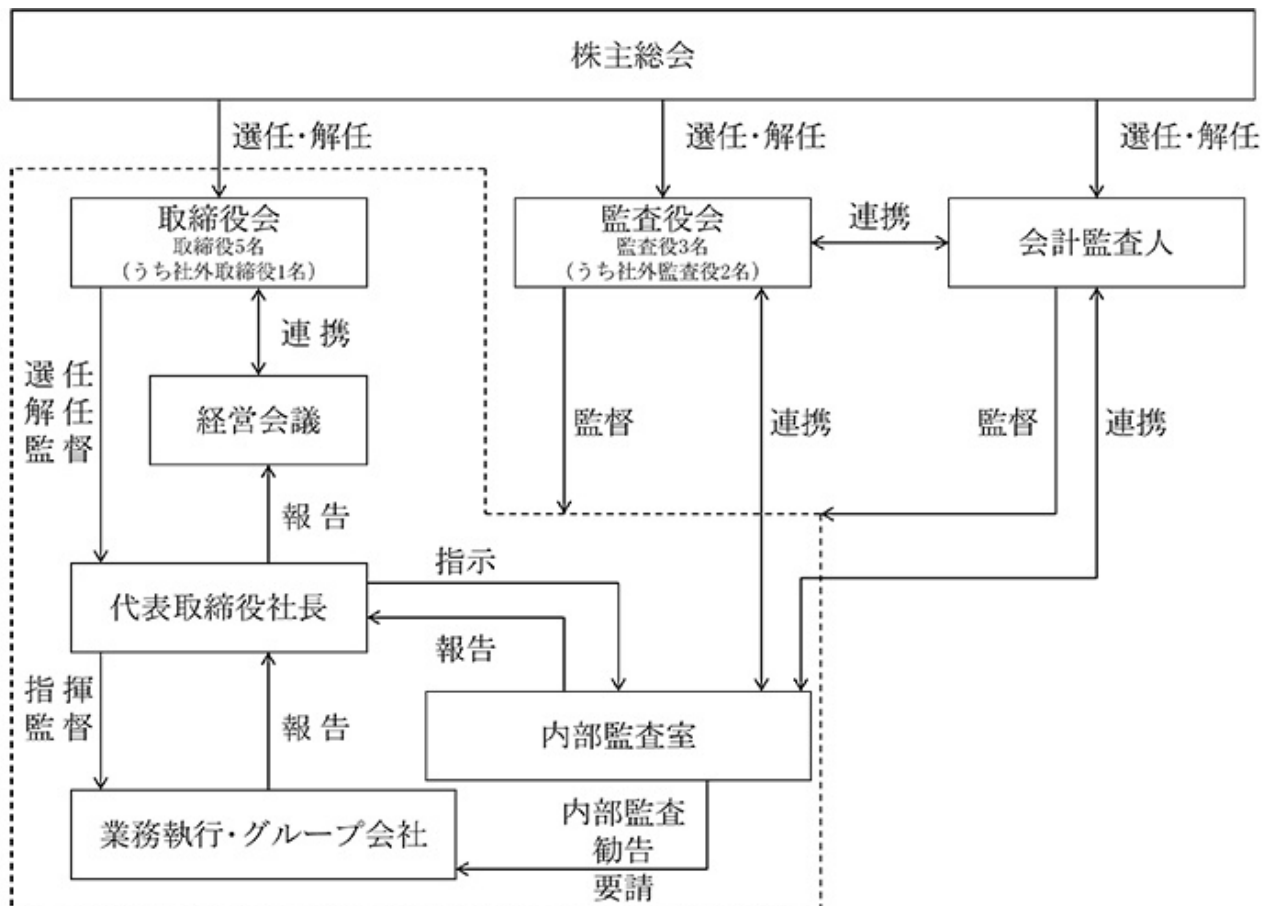 株主総会
選任・解任
選任・解任
選任・解任
取締役会
取締役5名
(うち社外取締役1名)
監査役会
監査役3名
(うち社外監査役2名)
連携
会計監査人
連携
選任
解任
監督
経営会議
監督
連携
監督
連携
報告
指示
代表取締役社長
報告
指揮
監督
報告
内部監査室
業務執行・グループ会社
内部監査
勧告
要請